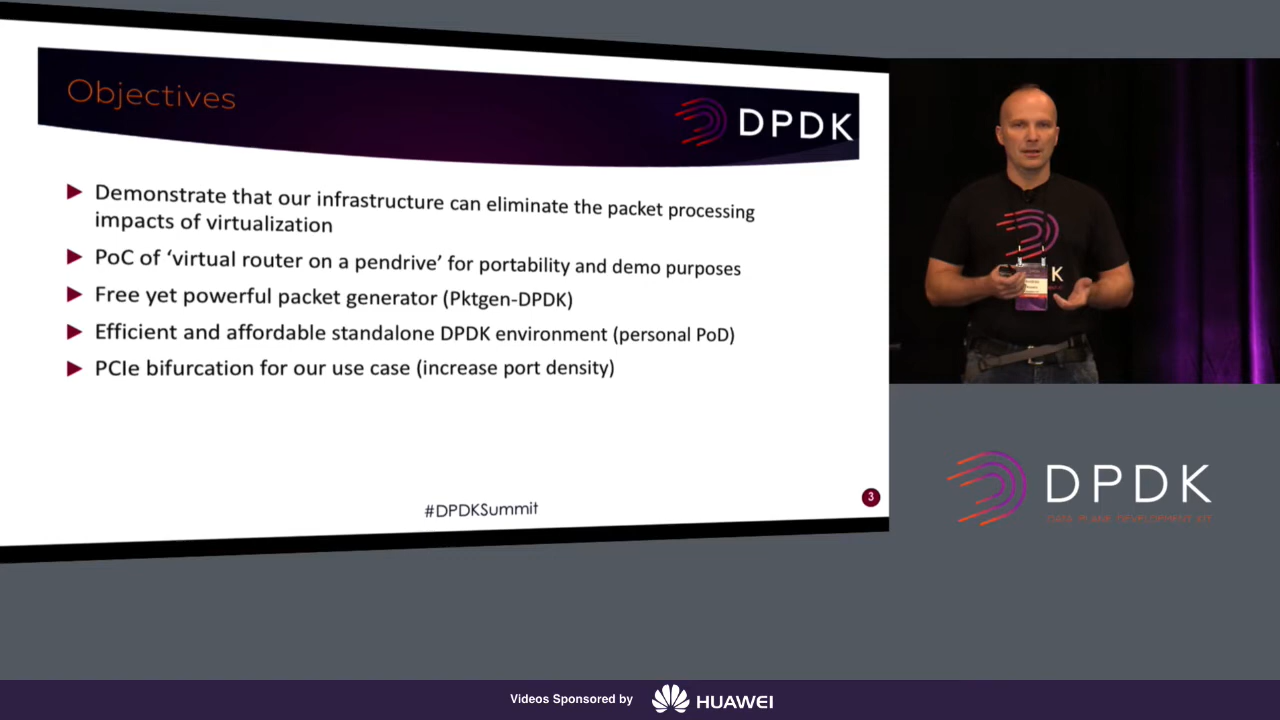 Objectives
DPDK
Demonstrate that our infrastructure can eliminate the packet processing
impacts of virtualization
PoC of ‘virtual router on a pendrive’ for portability and demo purposes
Free yet powerful packet generator (Pktgen-DPDK)
Efficient and affordable standalone DPDK environment (personal PoD)
PCIe bifurcation for our use case (increase port density)
#DPDKSummit
3
K
DPDK
DATA PLANE DEVELOPMENT KIT
Videos Sponsored by
HUAWEI